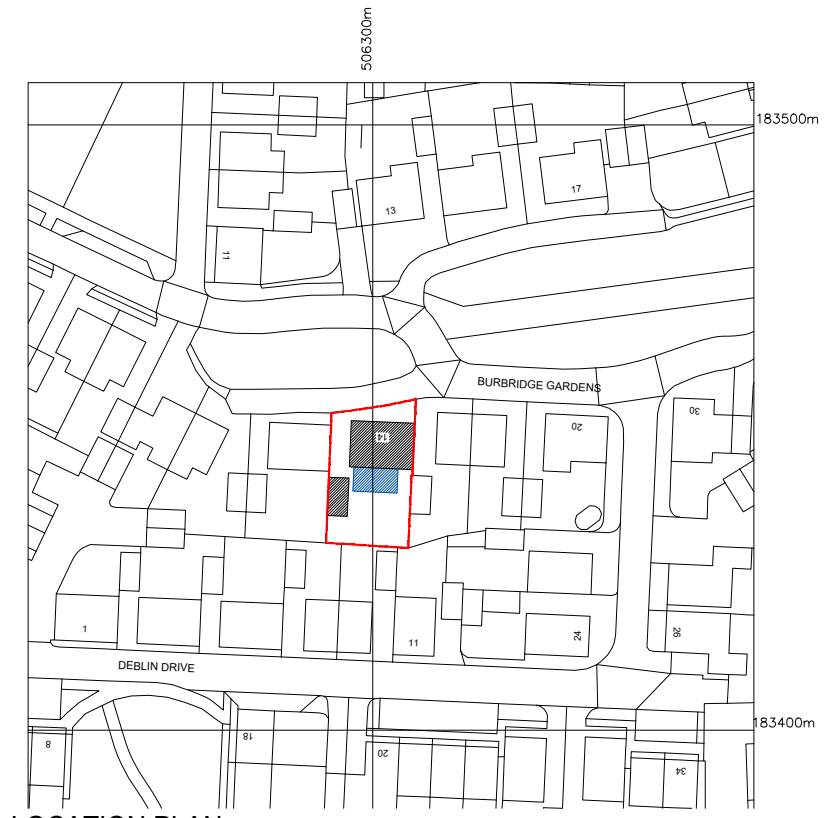 506300m
183500m
17
13
11
BURBRIDGE GARDENS
30
20
14
1
11
24
26
DEBLIN DRIVE
183400m
8
18
20
34
LOCATION PLAN